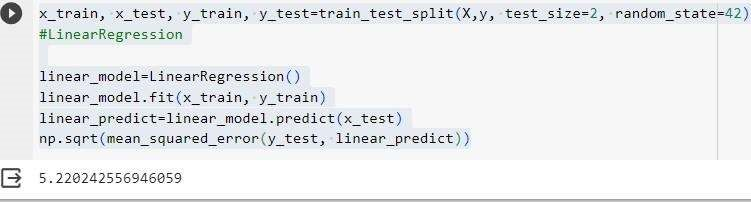 x_train, x_test, y_train, y_test=train_test_split(X,y, test_size=2, random_state=42)
#LinearRegression
linear_model=LinearRegression()
linear_model.fit(x_train, y_train)
linear_predict=linear_model.predict(x_test)
np.sqrt(mean_squared_error(y_test, linear_predict))
5.220242556946059